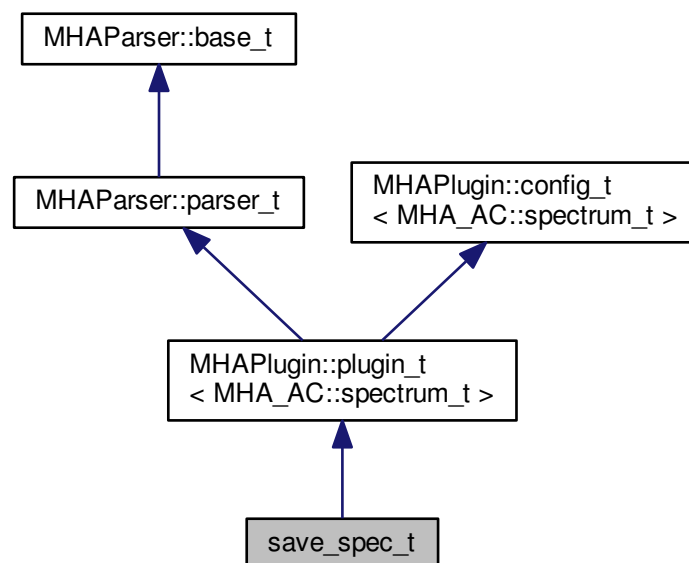 MHAParser::base_t
MHAParser::parser_t
MHAPlugin::config_t
< MHA_AC::spectrum_t >
MHAPlugin::plugin_t
< MHA_AC::spectrum_t >
save_spec_t